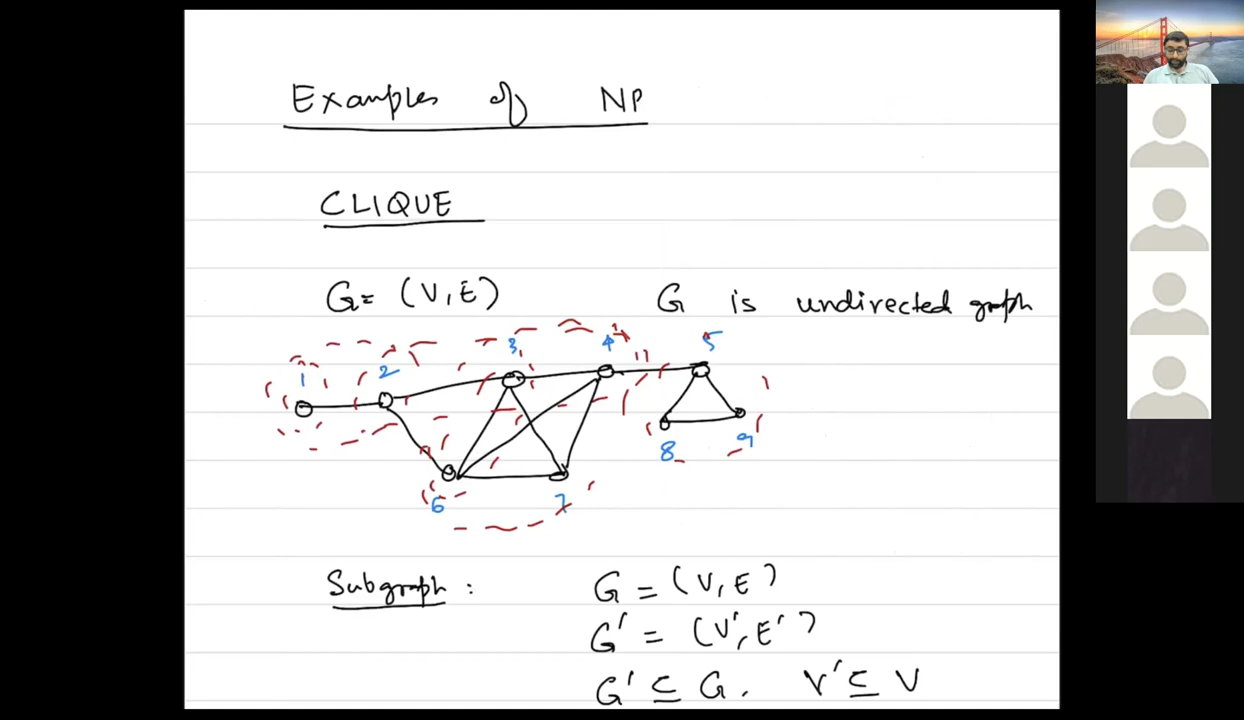 Examples of NP
CLIQUE
G= (V, E) G is undirected graph
1 2 3 4 5
6 7 8 9
Subgraph : G = (V, E)
G' = (V', E')
G' ⊆ G. V' ⊆ V